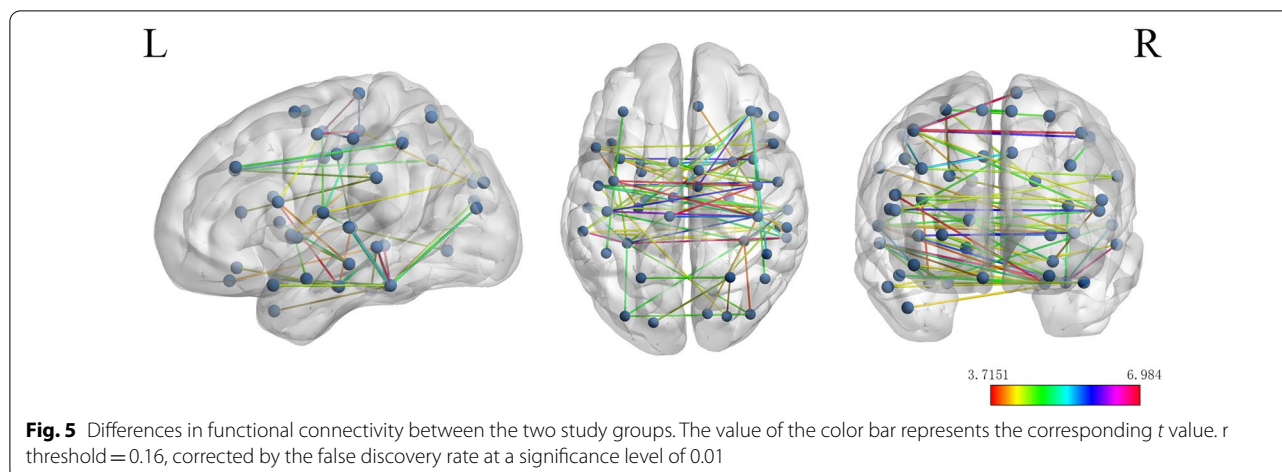 L
R
3.7151 6.984
Fig. 5 Differences in functional connectivity between the two study groups. The value of the color bar represents the corresponding t value. r
threshold = 0.16, corrected by the false discovery rate at a significance level of 0.01